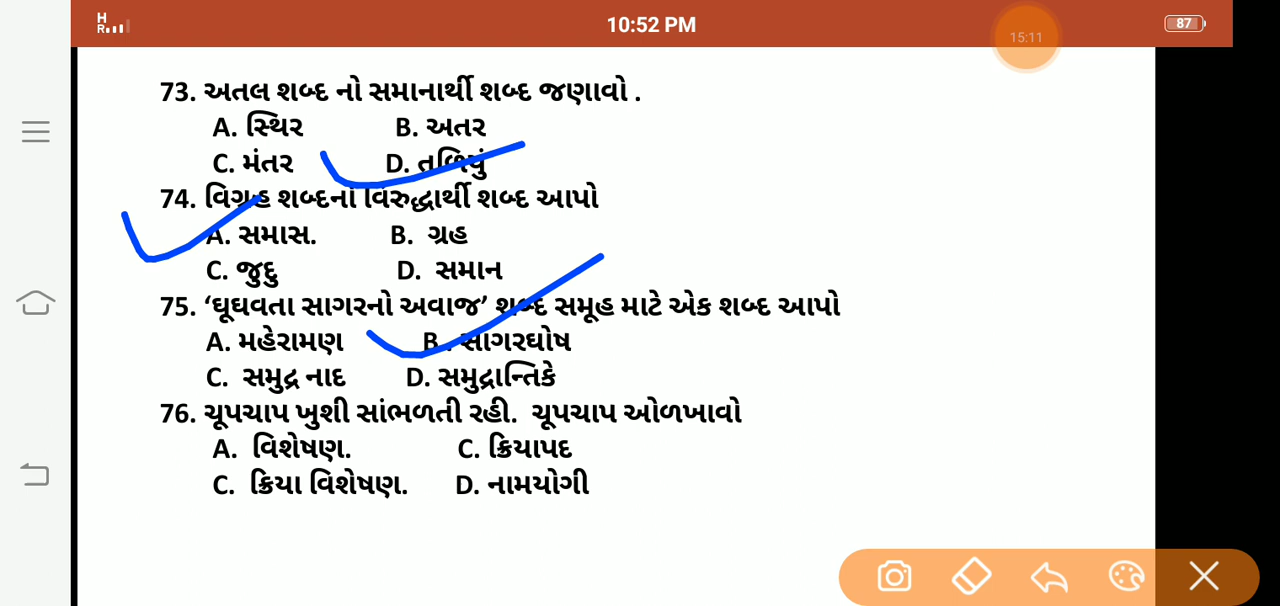 H
R
10:52 PM
15:11
87
73. અતલ શબ્દ નો સમાનાર્થી શબ્દ જણાવો .
A. સ્થિર B. અતર
C. મંતર D. તળિયું
74. વિગ્રહ શબ્દનો વિરુદ્ધાર્થી શબ્દ આપો
A. સમાસ. B. ગ્રહ
C. જુદુ D. સમાન
75. ‘ઘૂઘવતા સાગરનો અવાજ’ શબ્દ સમૂહ માટે એક શબ્દ આપો
A. મહેરામણ B. સાગરઘોષ
C. સમુદ્ર નાદ D. સમુદ્રાન્તિકે
76. ચૂપચાપ ખુશી સાંભળતી રહી. ચૂપચાપ ઓળખાવો
A. વિશેષણ. C. ક્રિયાપદ
C. ક્રિયા વિશેષણ. D. નામયોગી